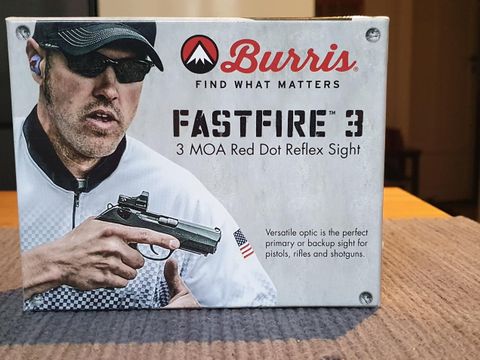 Burris®
FIND WHAT MATTERS
FASTFIRE™ 3
3 MOA Red Dot Reflex Sight
Versatile optic is the perfect
primary or backup sight for
pistols, rifles and shotguns.